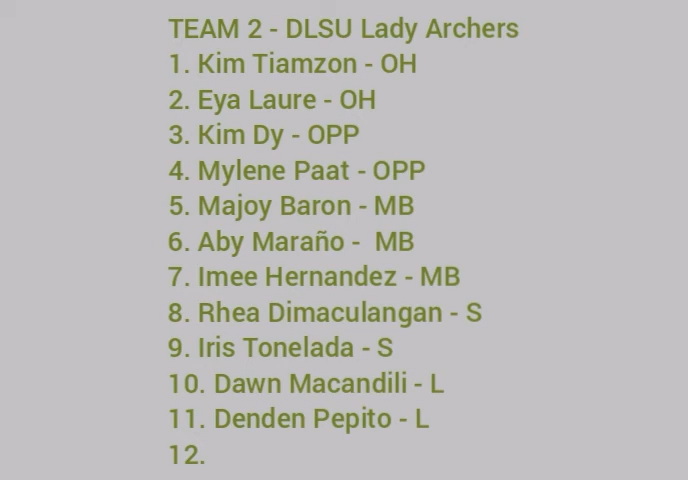 TEAM 2 - DLSU Lady Archers
1. Kim Tiamzon - OH
2. Eya Laure - OH
3. Kim Dy - OPP
4. Mylene Paat - OPP
5. Majoy Baron - MB
6. Aby Maraño -  MB
7. Imee Hernandez - MB
8. Rhea Dimaculangan - S
9. Iris Tonelada - S
10. Dawn Macandili - L
11. Denden Pepito - L
12.